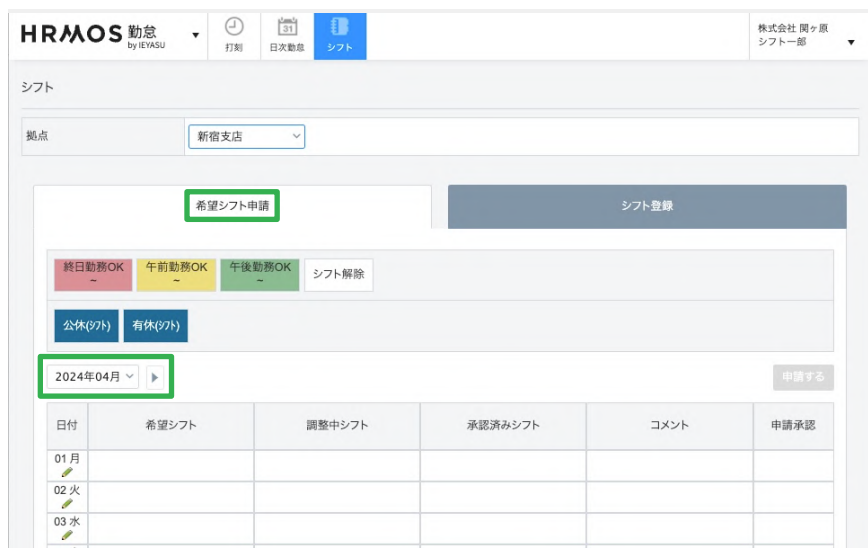 HRMOS 勤怠
by IEYASU
打刻
31
日次勤怠
シフト
株式会社 関ヶ原
シフト一郎
シフト
拠点
新宿支店
希望シフト申請
シフト登録
終日勤務OK
~
午前勤務OK
~
午後勤務OK
~
シフト解除
公休(ｼﾌﾄ)
有休(ｼﾌﾄ)
2024年04月
申請する
日付
希望シフト
調整中シフト
承認済みシフト
コメント
申請承認
01 月
02 火
03 水